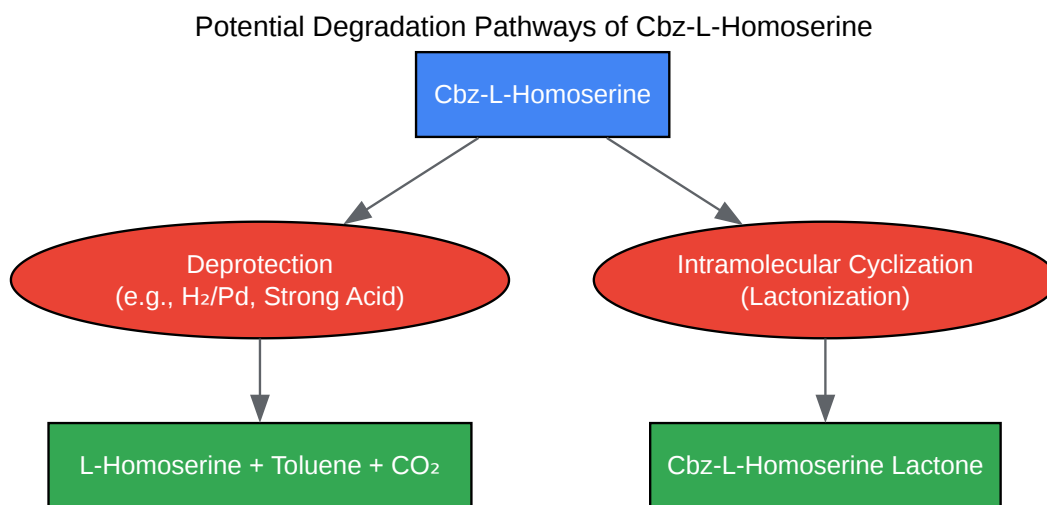 Potential Degradation Pathways of Cbz-L-Homoserine
Cbz-L-Homoserine
Deprotection
(e.g., H₂/Pd, Strong Acid)
Intramolecular Cyclization
(Lactonization)
L-Homoserine + Toluene + CO₂
Cbz-L-Homoserine Lactone